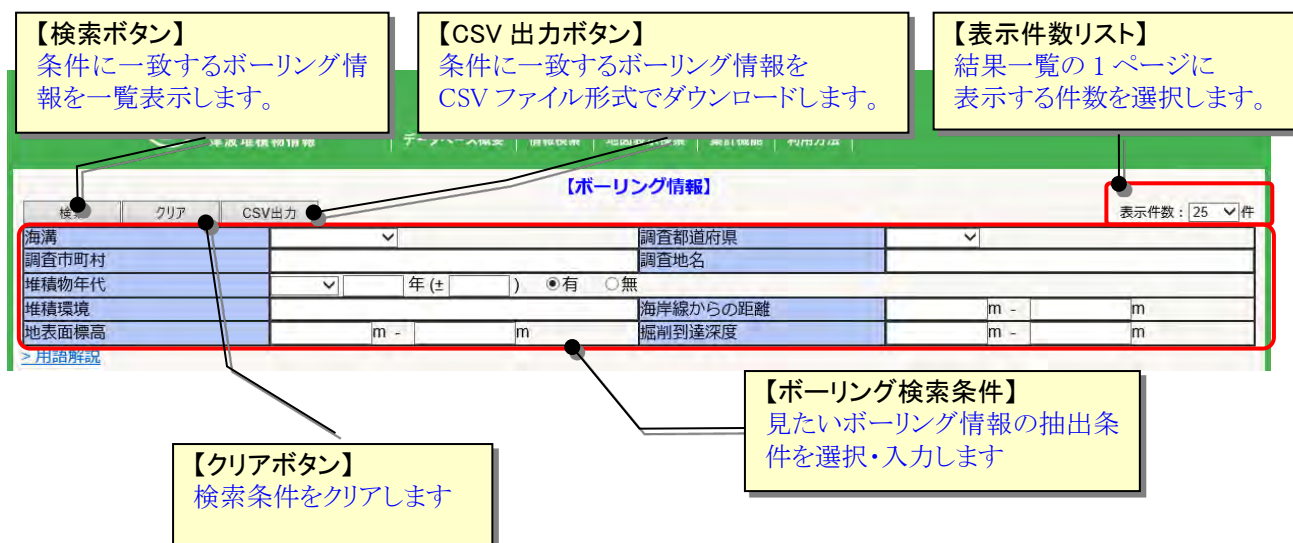 【検索ボタン】
条件に一致するボーリング情
報を一覧表示します。
【CSV 出力ボタン】
条件に一致するボーリング情報を
CSV ファイル形式でダウンロードします。
【表示件数リスト】
結果一覧の 1 ページに
表示する件数を選択します。
津波堆積物情報
【ボーリング情報】
クリア CSV出力 表示件数： 25 件
海溝 調査都道府県
調査市町村 調査地名
堆積物年代 年 (± ) ◉有 ○無
堆積環境 海岸線からの距離 m - m
地表面標高 m - m 掘削到達深度 m - m
> 用語解説
【ボーリング検索条件】
見たいボーリング情報の抽出条
件を選択・入力します
【クリアボタン】
検索条件をクリアします